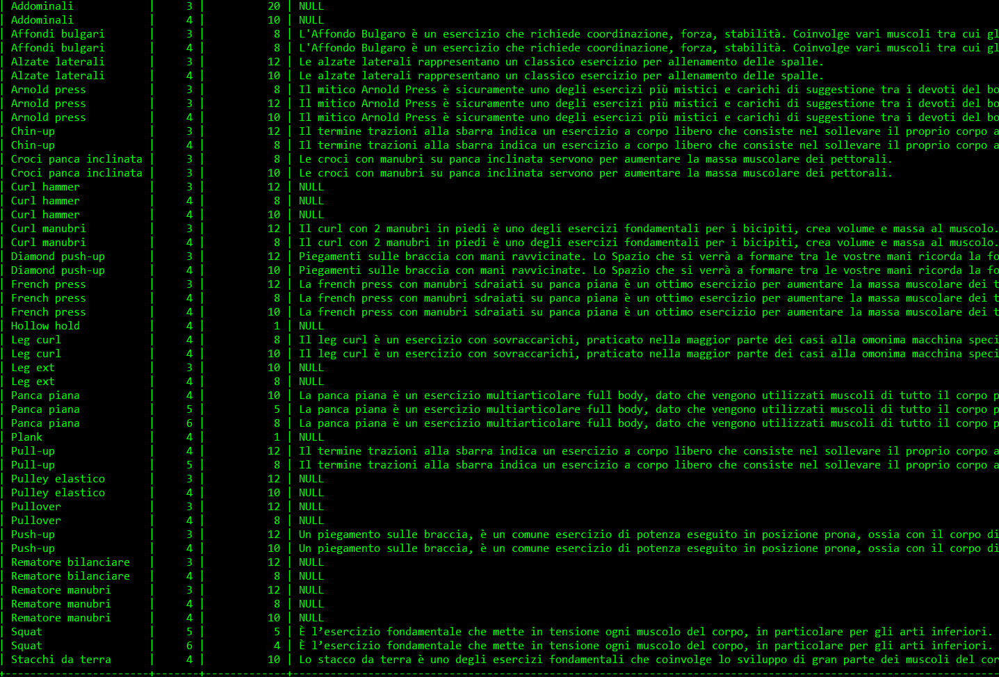 | Addominali | 3 | 20 | NULL
| Addominali | 4 | 10 | NULL
| Affondi bulgari | 3 | 8 | L'Affondo Bulgaro è un esercizio che richiede coordinazione, forza, stabilità. Coinvolge vari muscoli tra cui gl
| Affondi bulgari | 4 | 8 | L'Affondo Bulgaro è un esercizio che richiede coordinazione, forza, stabilità. Coinvolge vari muscoli tra cui gl
| Alzate laterali | 3 | 12 | Le alzate laterali rappresentano un classico esercizio per allenamento delle spalle.
| Alzate laterali | 4 | 10 | Le alzate laterali rappresentano un classico esercizio per allenamento delle spalle.
| Arnold press | 3 | 8 | Il mitico Arnold Press è sicuramente uno degli esercizi più mistici e carichi di suggestione tra i devoti del bo
| Arnold press | 3 | 12 | Il mitico Arnold Press è sicuramente uno degli esercizi più mistici e carichi di suggestione tra i devoti del bo
| Arnold press | 4 | 10 | Il mitico Arnold Press è sicuramente uno degli esercizi più mistici e carichi di suggestione tra i devoti del bo
| Chin-up | 3 | 12 | Il termine trazioni alla sbarra indica un esercizio a corpo libero che consiste nel sollevare il proprio corpo a
| Chin-up | 4 | 8 | Il termine trazioni alla sbarra indica un esercizio a corpo libero che consiste nel sollevare il proprio corpo a
| Croci panca inclinata | 3 | 8 | Le croci con manubri su panca inclinata servono per aumentare la massa muscolare dei pettorali.
| Croci panca inclinata | 3 | 10 | Le croci con manubri su panca inclinata servono per aumentare la massa muscolare dei pettorali.
| Curl hammer | 3 | 12 | NULL
| Curl hammer | 4 | 8 | NULL
| Curl hammer | 4 | 10 | NULL
| Curl manubri | 3 | 12 | Il curl con 2 manubri in piedi è uno degli esercizi fondamentali per i bicipiti, crea volume e massa al muscolo.
| Curl manubri | 4 | 8 | Il curl con 2 manubri in piedi è uno degli esercizi fondamentali per i bicipiti, crea volume e massa al muscolo.
| Diamond push-up | 3 | 12 | Piegamenti sulle braccia con mani ravvicinate. Lo Spazio che si verrà a formare tra le vostre mani ricorda la fo
| Diamond push-up | 4 | 10 | Piegamenti sulle braccia con mani ravvicinate. Lo Spazio che si verrà a formare tra le vostre mani ricorda la fo
| French press | 3 | 12 | La french press con manubri sdraiati su panca piana è un ottimo esercizio per aumentare la massa muscolare dei t
| French press | 4 | 8 | La french press con manubri sdraiati su panca piana è un ottimo esercizio per aumentare la massa muscolare dei t
| French press | 4 | 10 | La french press con manubri sdraiati su panca piana è un ottimo esercizio per aumentare la massa muscolare dei t
| Hollow hold | 4 | 1 | NULL
| Leg curl | 4 | 8 | Il leg curl è un esercizio con sovraccarichi, praticato nella maggior parte dei casi alla omonima macchina speci
| Leg curl | 4 | 10 | Il leg curl è un esercizio con sovraccarichi, praticato nella maggior parte dei casi alla omonima macchina speci
| Leg ext | 3 | 10 | NULL
| Leg ext | 4 | 8 | NULL
| Panca piana | 4 | 10 | La panca piana è un esercizio multiarticolare full body, dato che vengono utilizzati muscoli di tutto il corpo p
| Panca piana | 5 | 5 | La panca piana è un esercizio multiarticolare full body, dato che vengono utilizzati muscoli di tutto il corpo p
| Panca piana | 6 | 8 | La panca piana è un esercizio multiarticolare full body, dato che vengono utilizzati muscoli di tutto il corpo p
| Plank | 4 | 1 | NULL
| Pull-up | 4 | 12 | Il termine trazioni alla sbarra indica un esercizio a corpo libero che consiste nel sollevare il proprio corpo a
| Pull-up | 5 | 8 | Il termine trazioni alla sbarra indica un esercizio a corpo libero che consiste nel sollevare il proprio corpo a
| Pulley elastico | 3 | 12 | NULL
| Pulley elastico | 4 | 10 | NULL
| Pullover | 3 | 12 | NULL
| Pullover | 4 | 8 | NULL
| Push-up | 3 | 12 | Un piegamento sulle braccia, è un comune esercizio di potenza eseguito in posizione prona, ossia con il corpo di
| Push-up | 4 | 10 | Un piegamento sulle braccia, è un comune esercizio di potenza eseguito in posizione prona, ossia con il corpo di
| Rematore bilanciare | 3 | 12 | NULL
| Rematore bilanciare | 4 | 8 | NULL
| Rematore manubri | 3 | 12 | NULL
| Rematore manubri | 4 | 8 | NULL
| Rematore manubri | 4 | 10 | NULL
| Squat | 5 | 5 | È l’esercizio fondamentale che mette in tensione ogni muscolo del corpo, in particolare per gli arti inferiori.
| Squat | 6 | 4 | È l’esercizio fondamentale che mette in tensione ogni muscolo del corpo, in particolare per gli arti inferiori.
| Stacchi da terra | 4 | 10 | Lo stacco da terra è uno degli esercizi fondamentali che coinvolge lo sviluppo di gran parte dei muscoli del cor